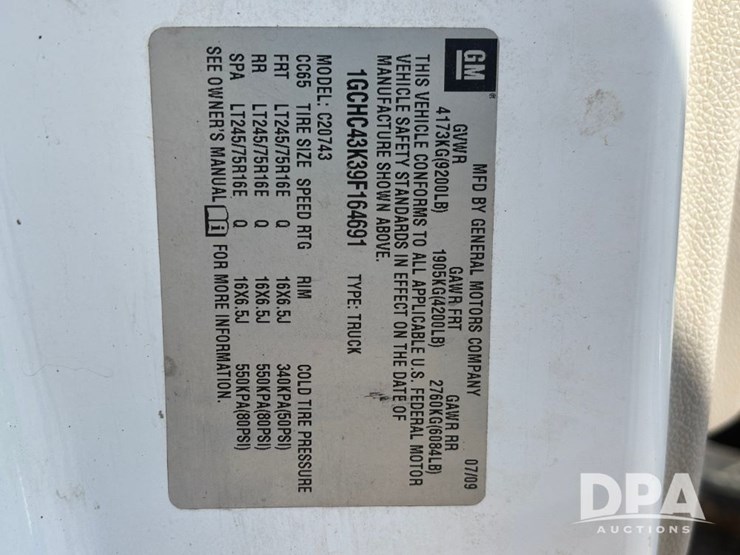 GM
MFD BY GENERAL MOTORS COMPANY 07/09
GVWR GAWR FRT GAWR RR
4173KG(9200LB) 1905KG(4200LB) 2760KG(6084LB)
THIS VEHICLE CONFORMS TO ALL APPLICABLE U.S. FEDERAL MOTOR
VEHICLE SAFETY STANDARDS IN EFFECT ON THE DATE OF
MANUFACTURE SHOWN ABOVE.
1GCHC43K39F164691 TYPE: TRUCK
MODEL: C20743
CC65 TIRE SIZE SPEED RTG RIM COLD TIRE PRESSURE
FRT LT245/75R16E Q 16X6.5J 340KPA(50PSI)
RR LT245/75R16E Q 16X6.5J 550KPA(80PSI)
SPA LT245/75R16E Q 16X6.5J 550KPA(80PSI)
SEE OWNER'S MANUAL i FOR MORE INFORMATION.
DPA
AUCTIONS